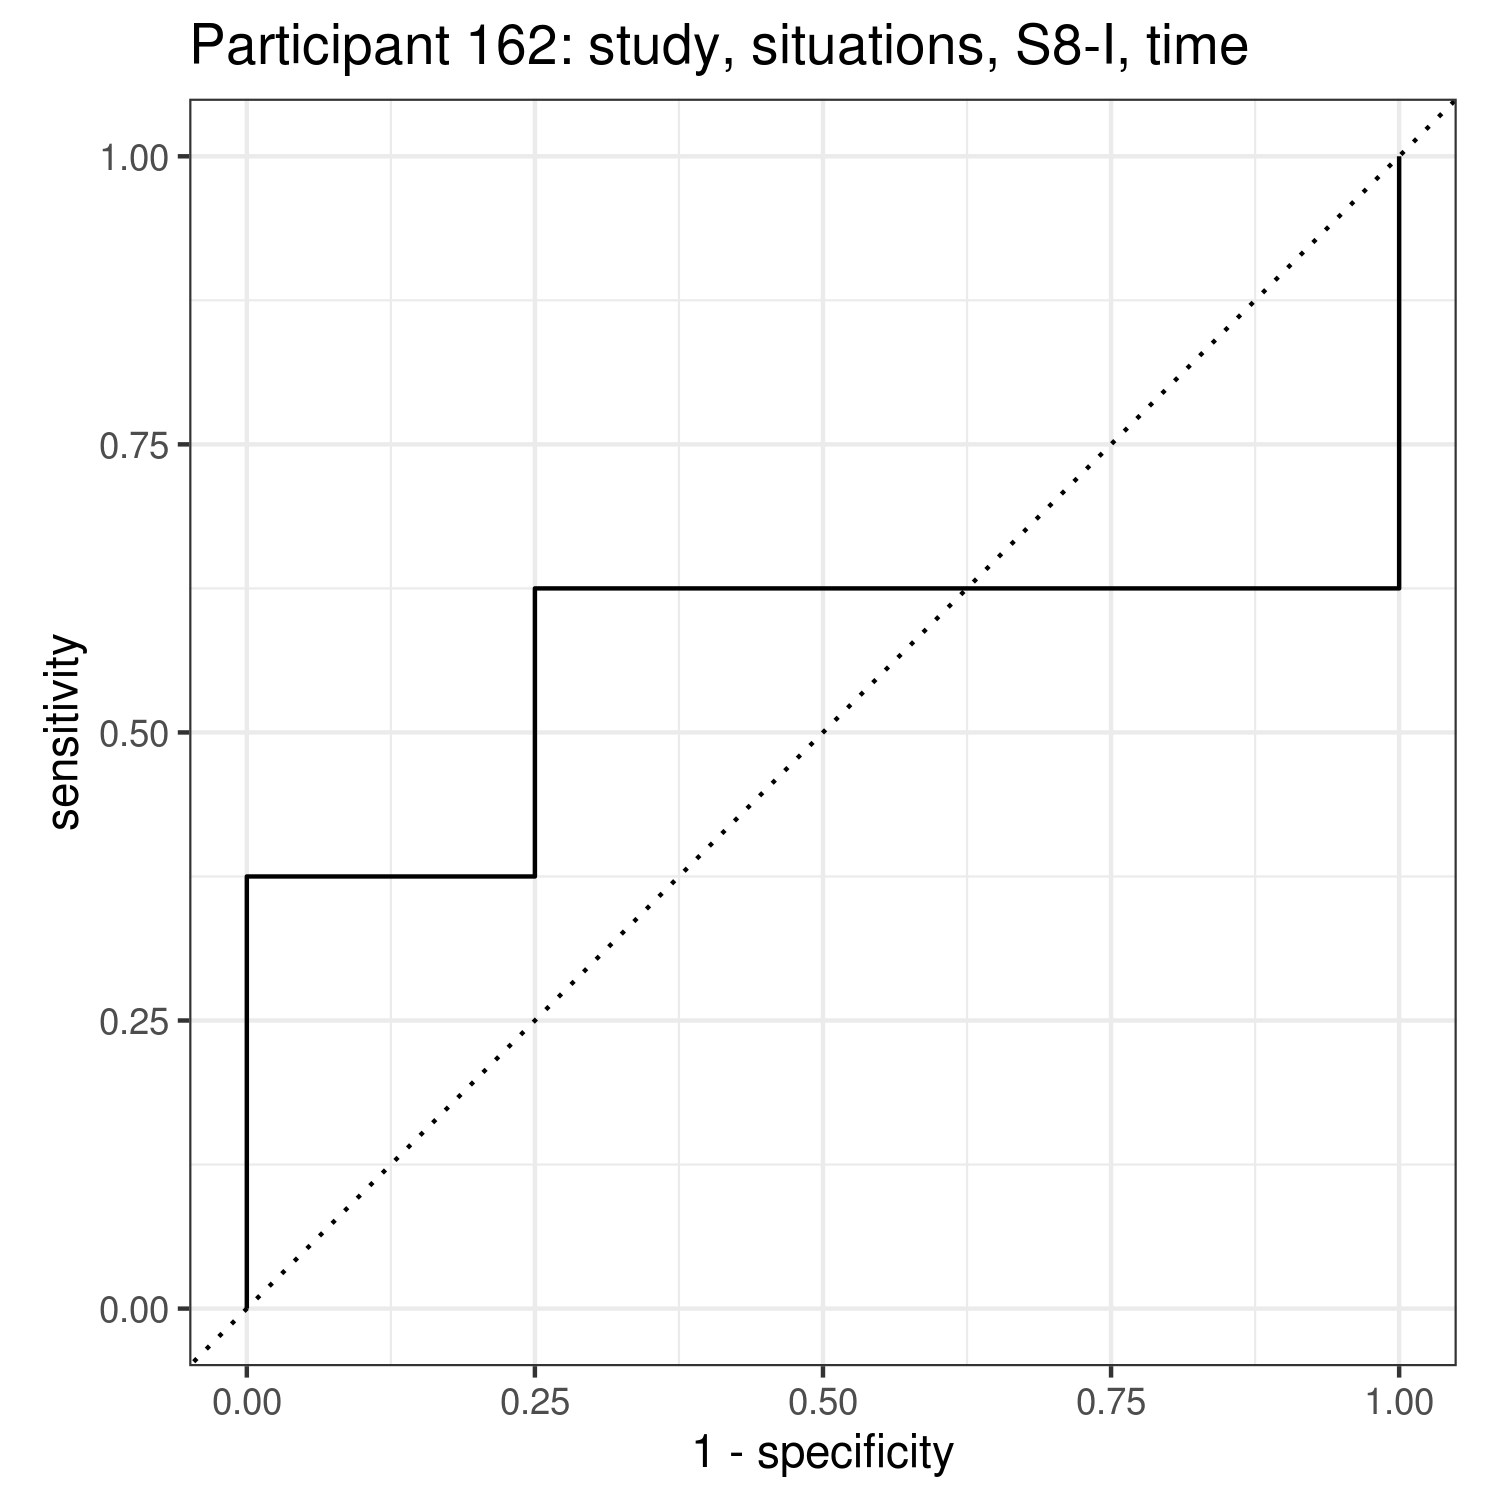 Participant 162: study, situations, S8-I, time
1.00
0.75
0.50
0.25
0.00
sensitivity
0.00 0.25 0.50 0.75 1.00
1 - specificity